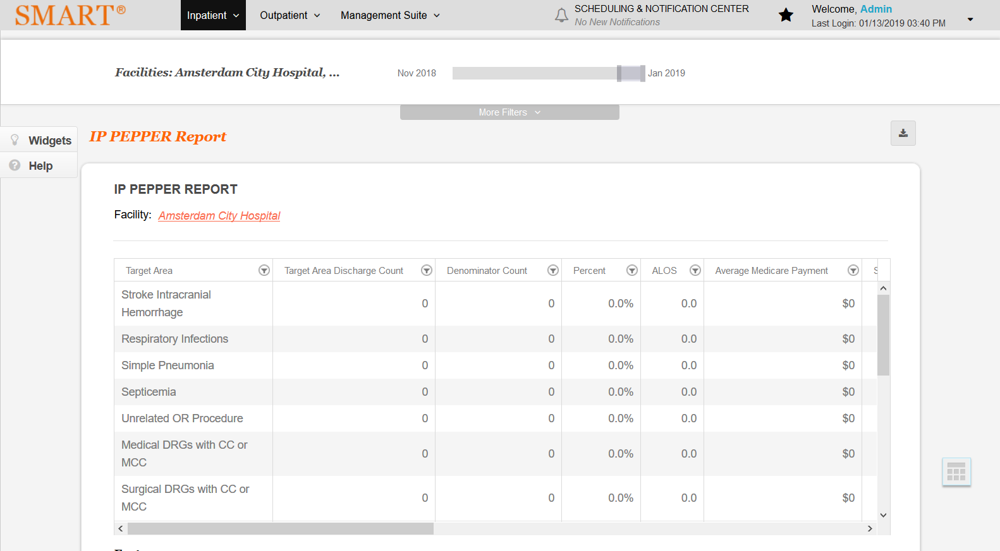 SMART®
Inpatient
Outpatient
Management Suite
SCHEDULING & NOTIFICATION CENTER
No New Notifications
Welcome, Admin
Last Login: 01/13/2019 03:40 PM
Facilities: Amsterdam City Hospital, ...
Nov 2018
Jan 2019
More Filters
Widgets
Help
IP PEPPER Report
IP PEPPER REPORT
Facility: Amsterdam City Hospital
Target Area Target Area Discharge Count Denominator Count Percent ALOS Average Medicare Payment
Stroke Intracranial
Hemorrhage 0 0 0.0% 0.0 $0
Respiratory Infections 0 0 0.0% 0.0 $0
Simple Pneumonia 0 0 0.0% 0.0 $0
Septicemia 0 0 0.0% 0.0 $0
Unrelated OR Procedure 0 0 0.0% 0.0 $0
Medical DRGs with CC or
MCC 0 0 0.0% 0.0 $0
Surgical DRGs with CC or
MCC 0 0 0.0% 0.0 $0